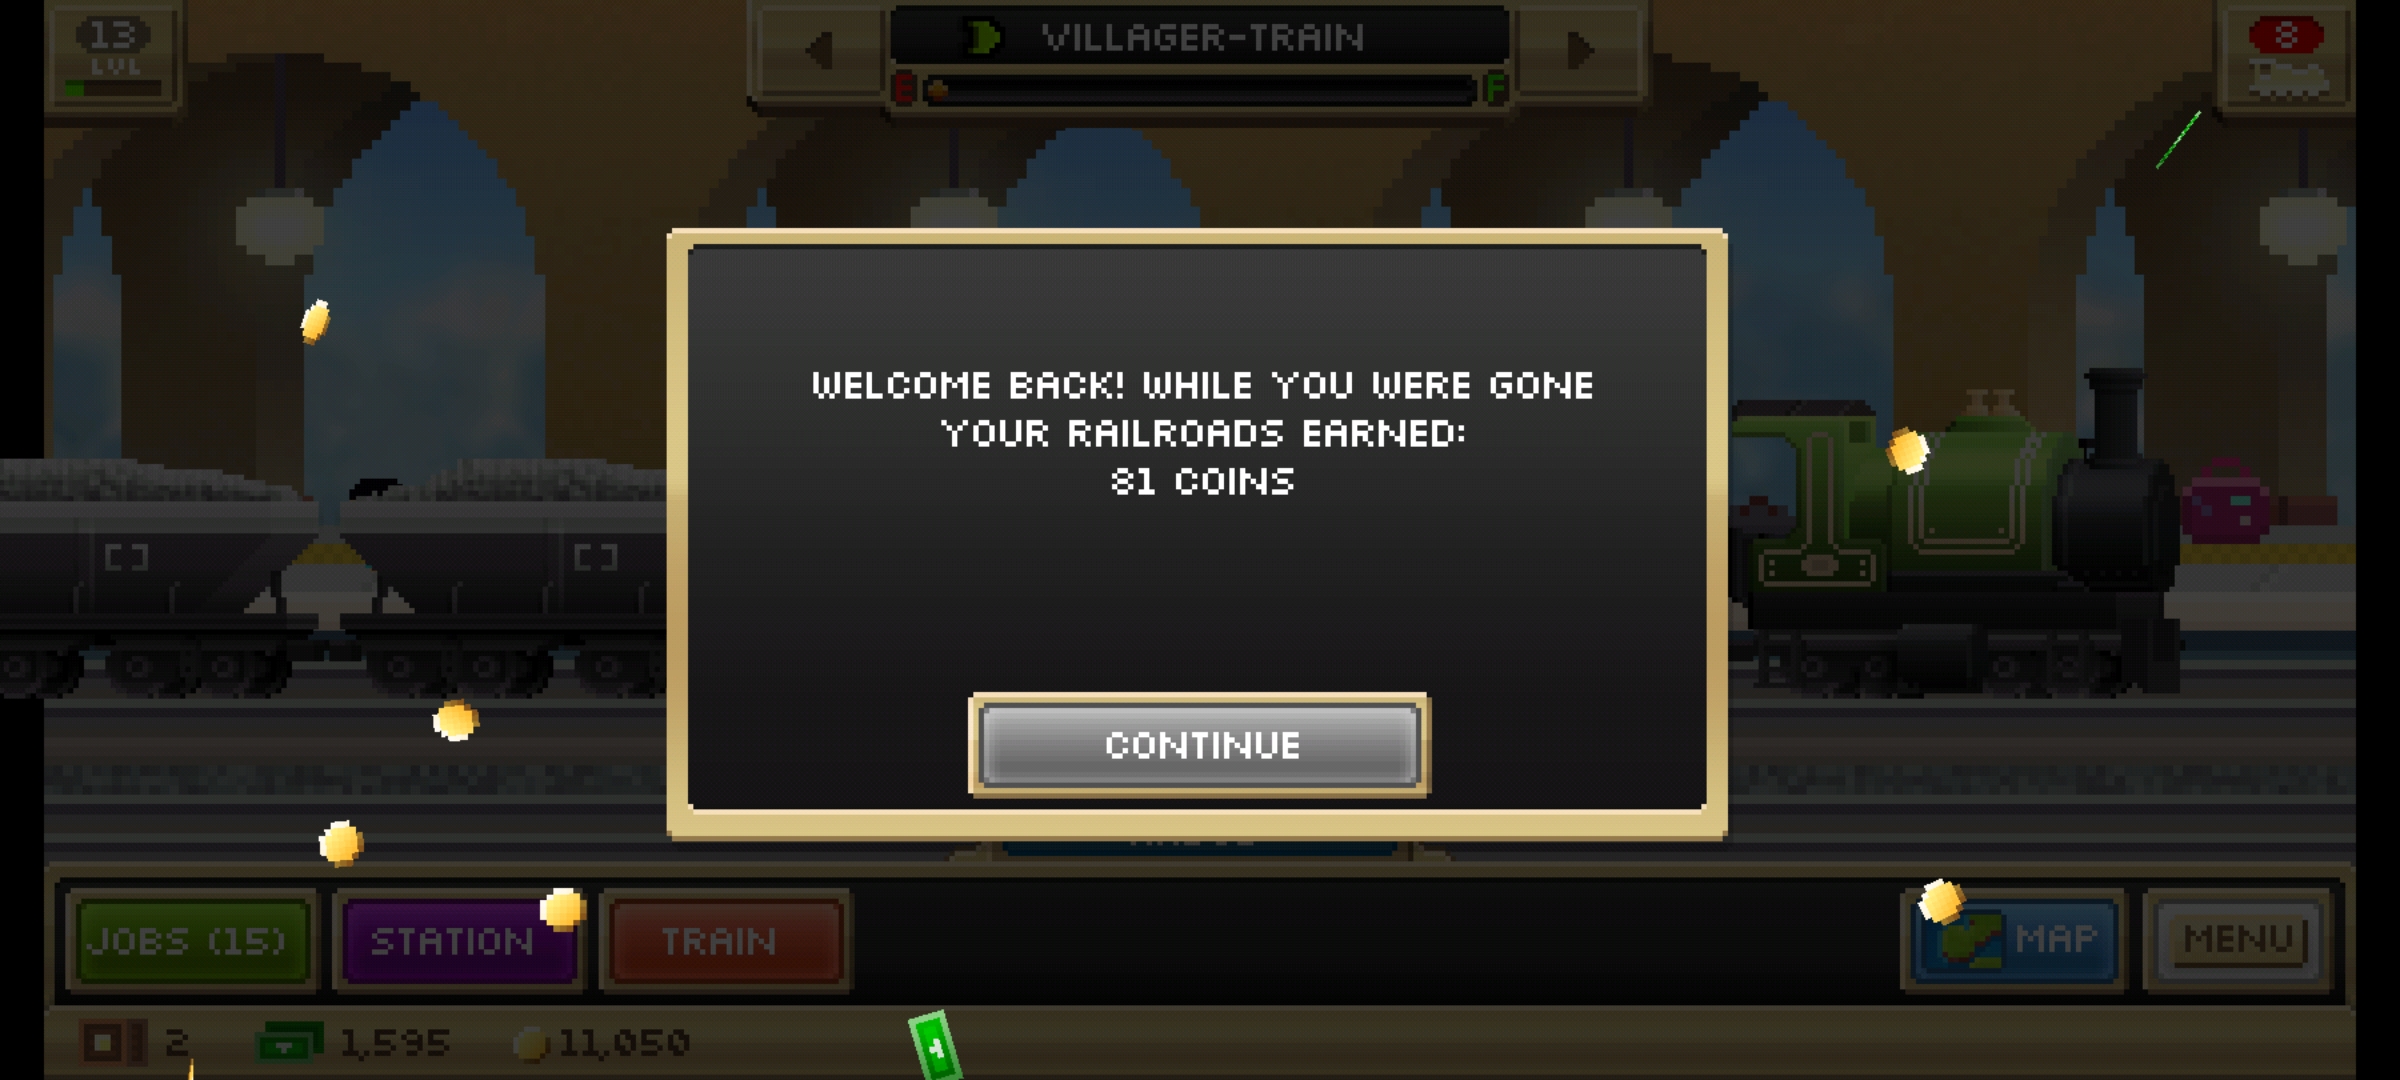 13
LVL
VILLAGER-TRAIN
E F
8
WELCOME BACK! WHILE YOU WERE GONE
YOUR RAILROADS EARNED:
81 COINS
[] []
CONTINUE
JOBS (15) STATION TRAIN MAP MENU
2 1,595 11,050